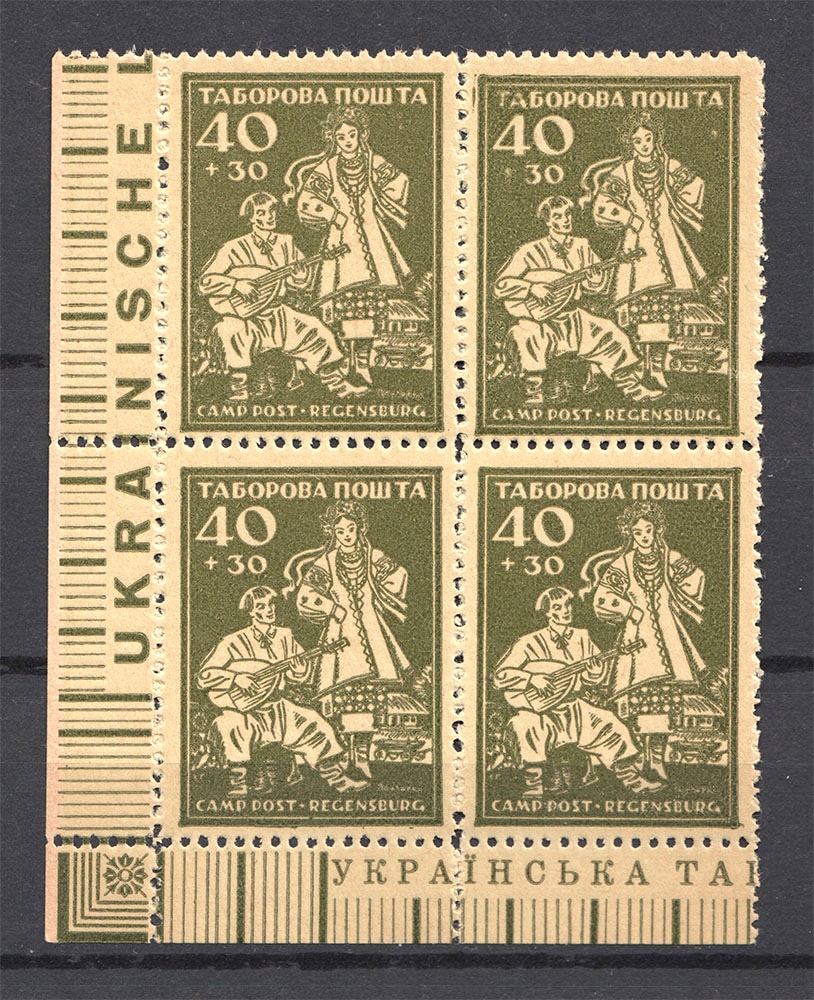 UKRAINISCHE L
ТАБОРОВА ПОШТА
40
+ 30
CAMP POST · REGENSBURG
ТАБОРОВА ПОШТА
40
30
CAMP POST · REGENSBURG
ТАБОРОВА ПОШТА
40
+ 30
CAMP POST · REGENSBURG
ТАБОРОВА ПОШТА
40
+ 30
CAMP POST · REGENSBURG
УКРАЇНСЬКА ТАБ